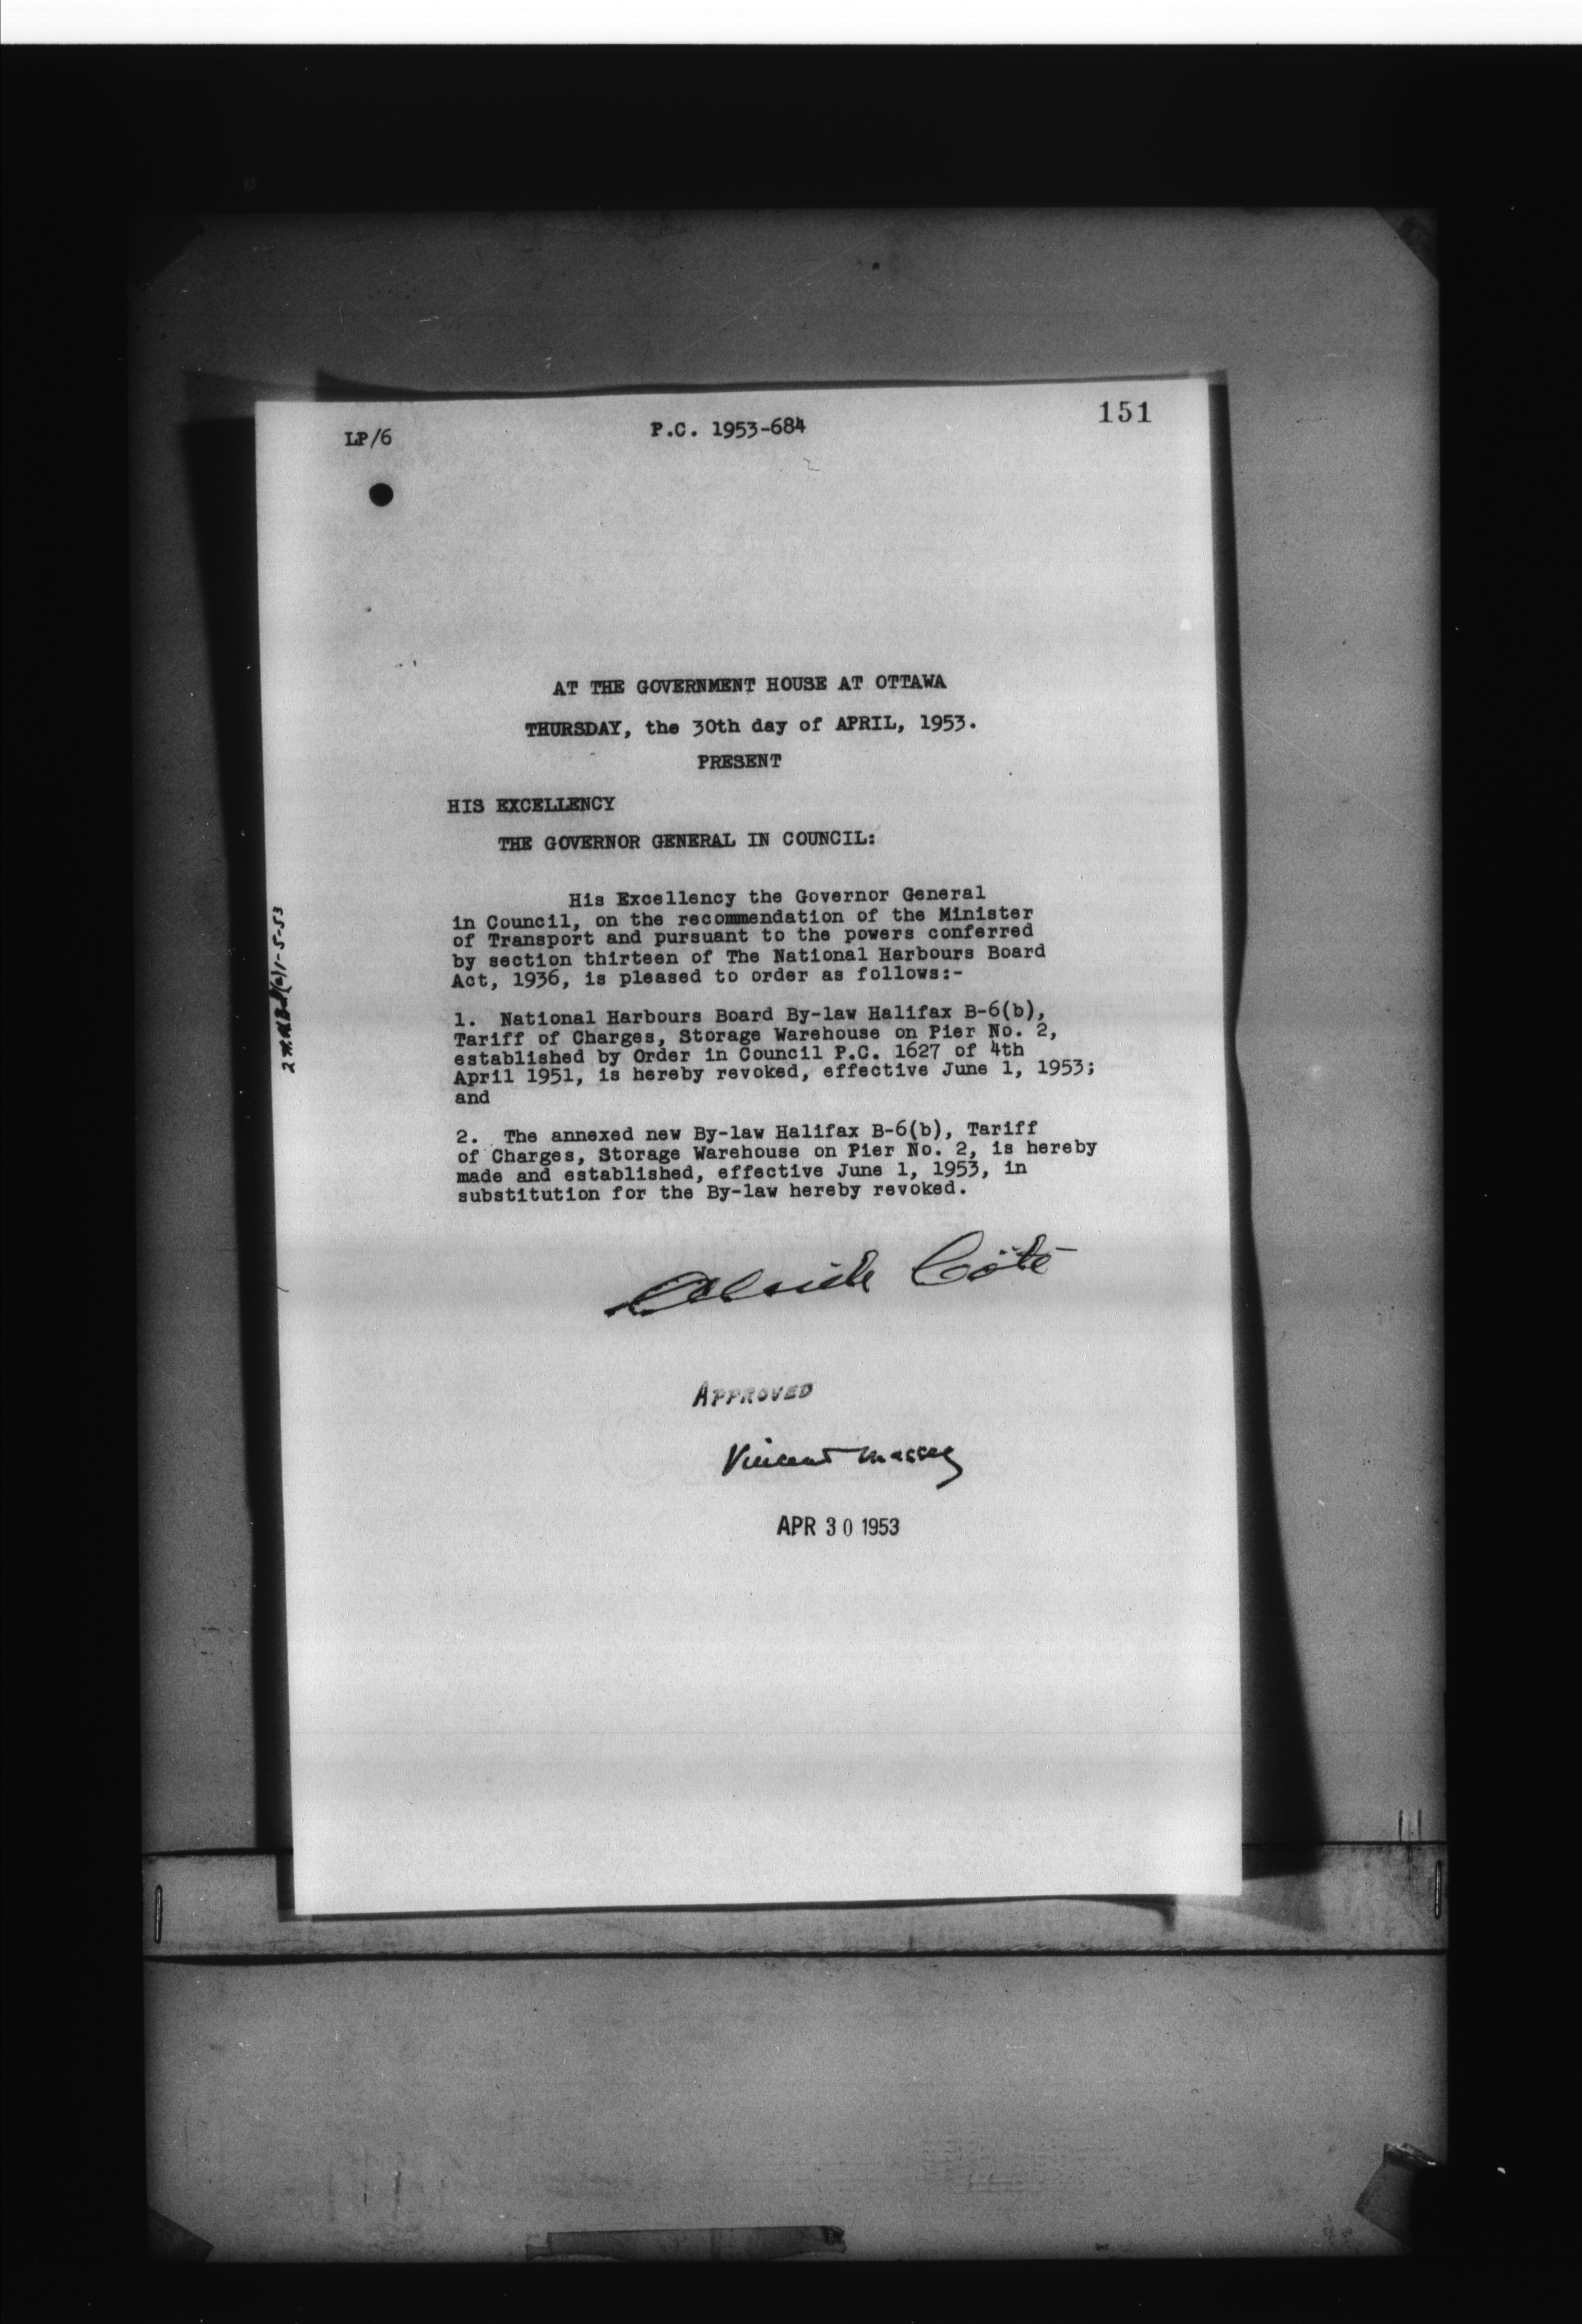 LP/6
P.C. 1953-684
151
AT THE GOVERNMENT HOUSE AT OTTAWA
THURSDAY, the 30th day of APRIL, 1953.
PRESENT
HIS EXCELLENCY
THE GOVERNOR GENERAL IN COUNCIL:
His Excellency the Governor General
in Council, on the recommendation of the Minister
of Transport and pursuant to the powers conferred
by section thirteen of The National Harbours Board
Act, 1936, is pleased to order as follows:-
1. National Harbours Board By-law Halifax B-6(b),
Tariff of Charges, Storage Warehouse on Pier No. 2,
established by Order in Council P.C. 1627 of 4th
April 1951, is hereby revoked, effective June 1, 1953;
and
2. The annexed new By-law Halifax B-6(b), Tariff
of Charges, Storage Warehouse on Pier No. 2, is hereby
made and established, effective June 1, 1953, in
substitution for the By-law hereby revoked.
Alcide Côté
APPROVED
Vincent Massey
APR 30 1953
1-5-53